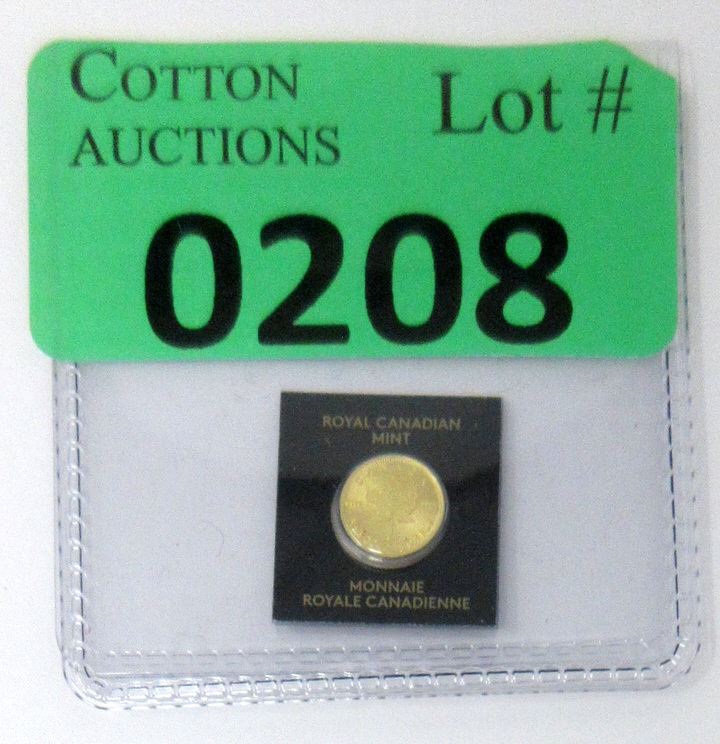 COTTON
AUCTIONS
Lot #
0208
ROYAL CANADIAN
MINT
MONNAIE
ROYALE CANADIENNE